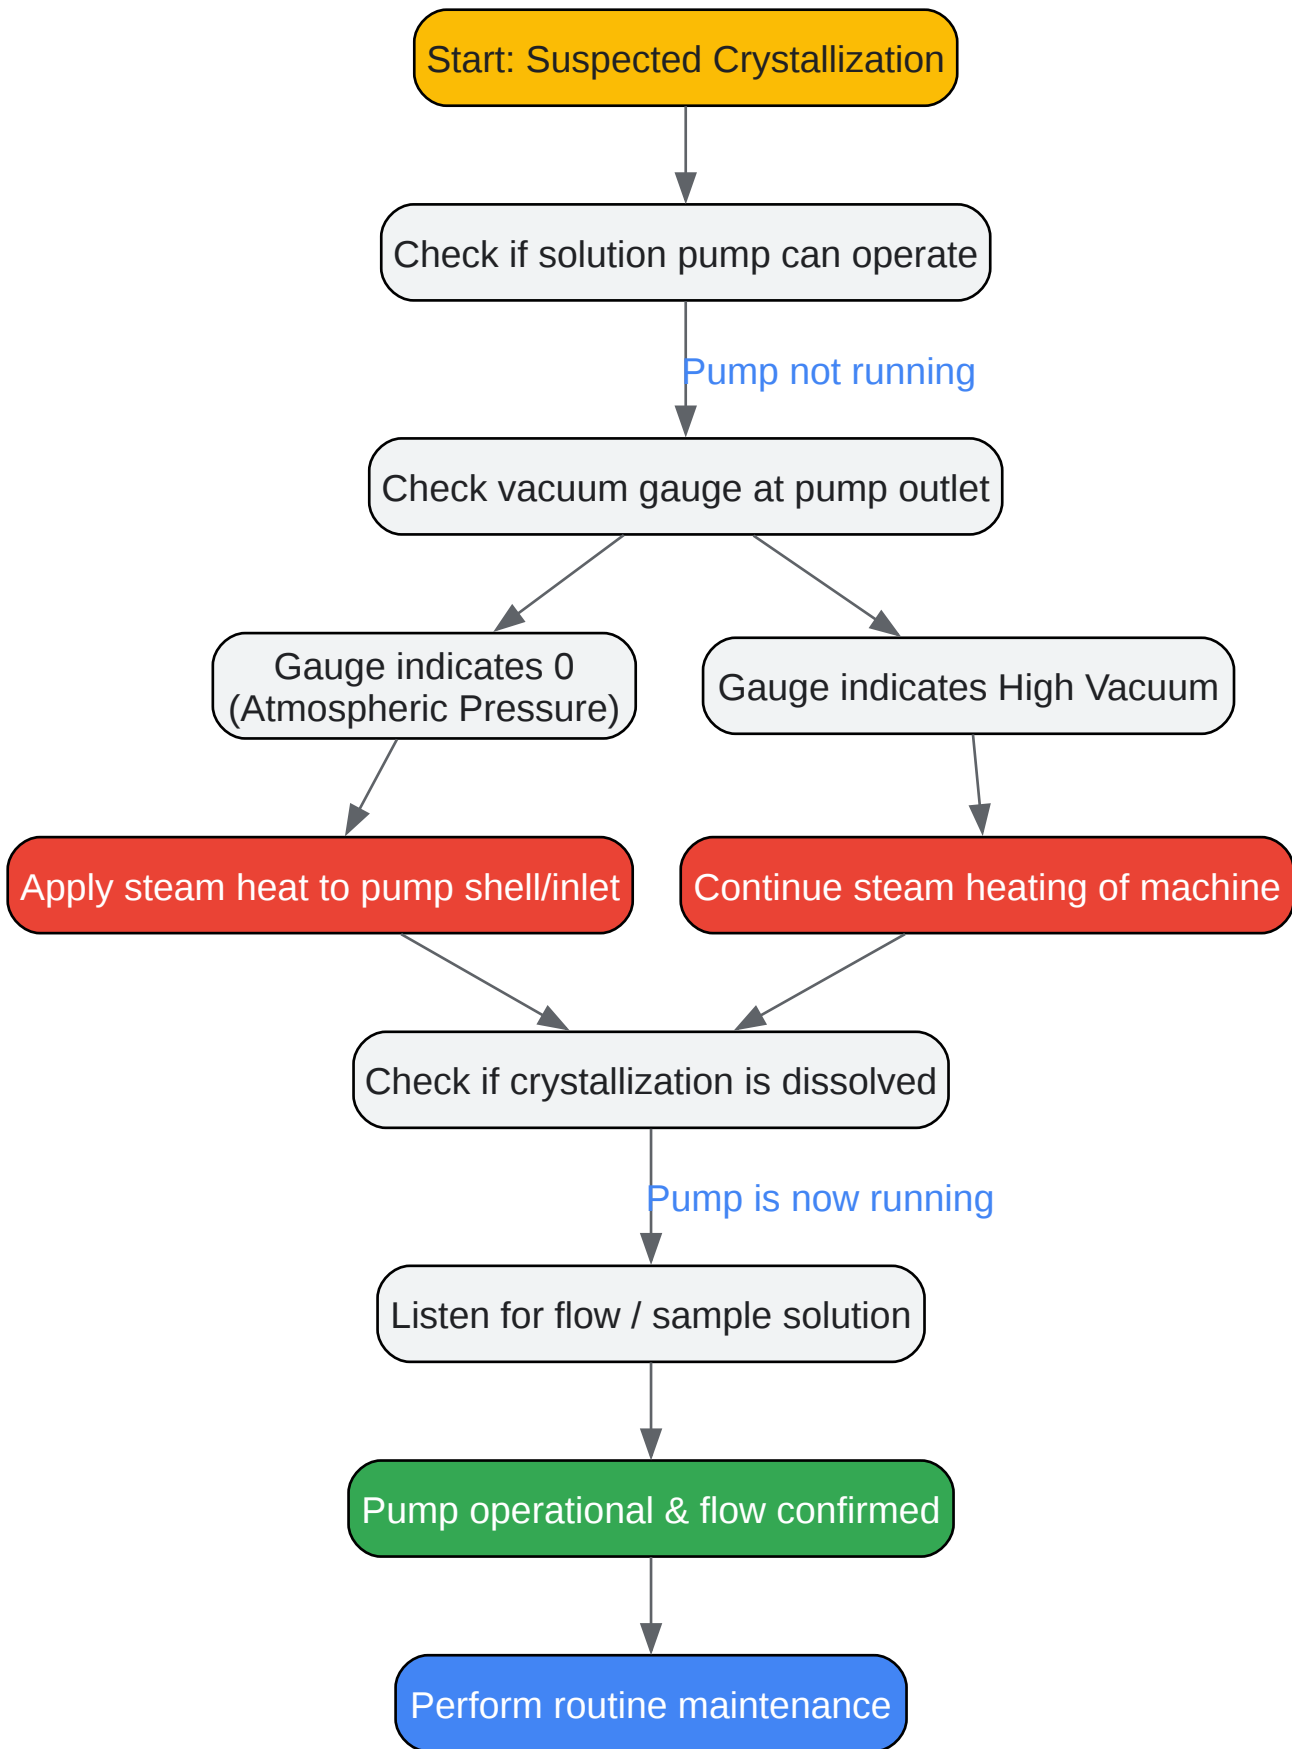 Start: Suspected Crystallization
Check if solution pump can operate
Pump not running
Check vacuum gauge at pump outlet
Gauge indicates 0
(Atmospheric Pressure)
Gauge indicates High Vacuum
Apply steam heat to pump shell/inlet
Continue steam heating of machine
Check if crystallization is dissolved
Pump is now running
Listen for flow / sample solution
Pump operational & flow confirmed
Perform routine maintenance